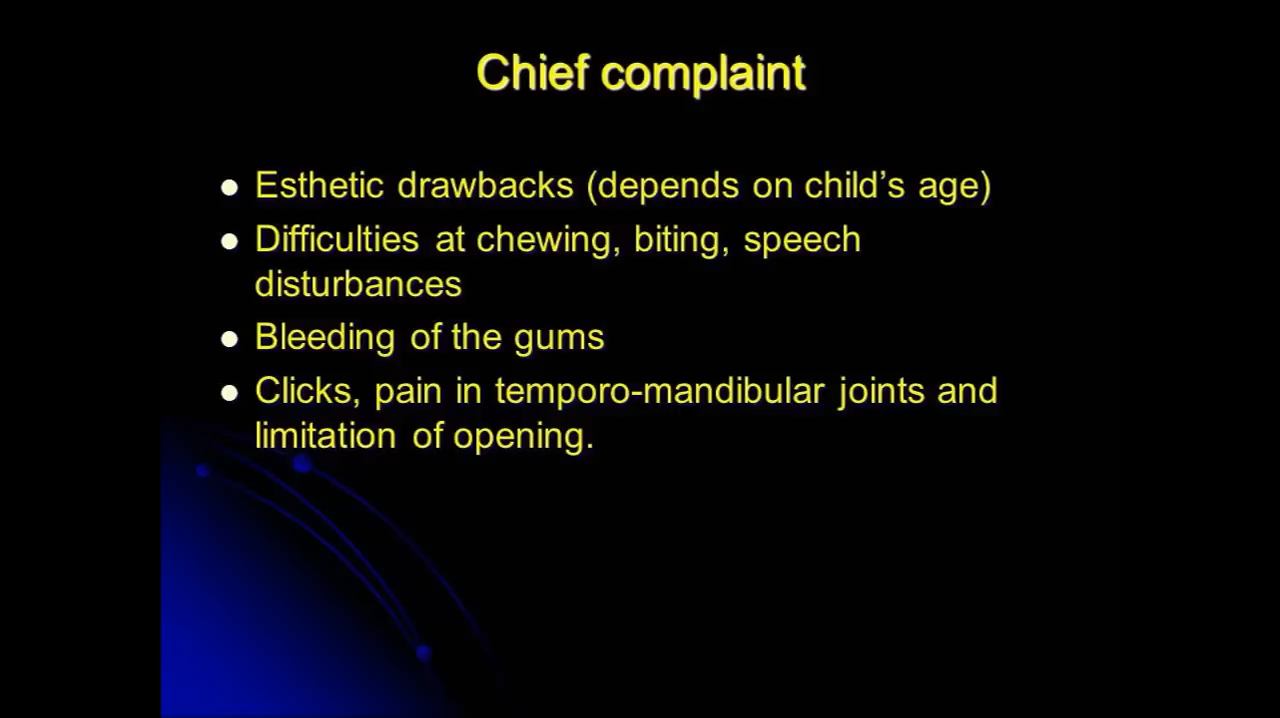 Chief complaint
● Esthetic drawbacks (depends on child’s age)
● Difficulties at chewing, biting, speech
disturbances
● Bleeding of the gums
● Clicks, pain in temporo-mandibular joints and
limitation of opening.